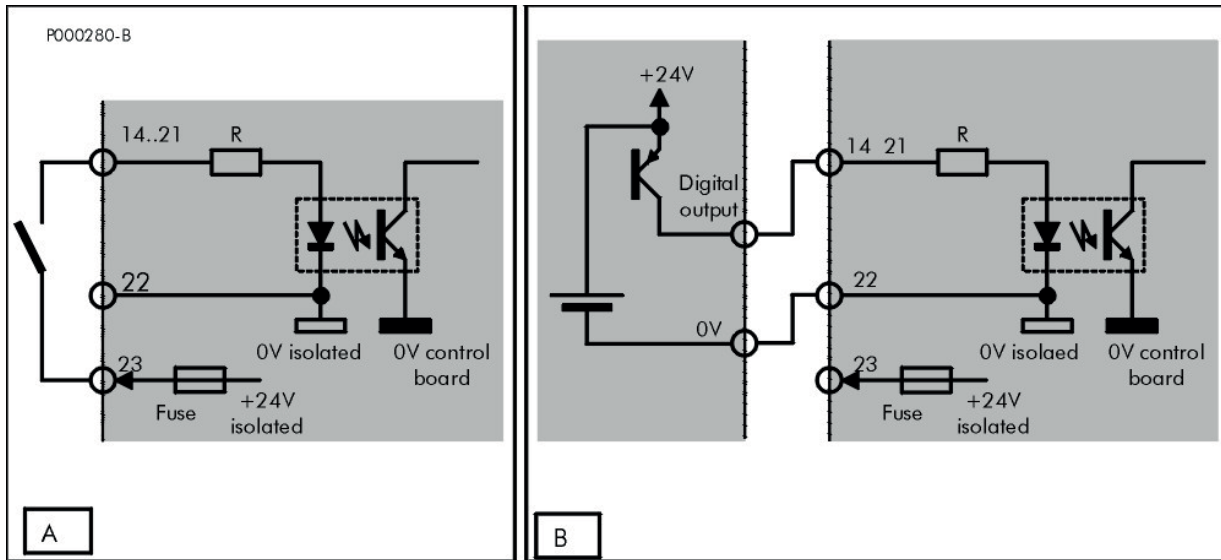 P000280-B
14..21
R
22
0V isolated
0V control
board
23
Fuse
+24V
isolated
A
+24V
Digital
output
0V
14 21
R
22
0V isolaed
0V control
board
23
Fuse
+24V
isolated
B